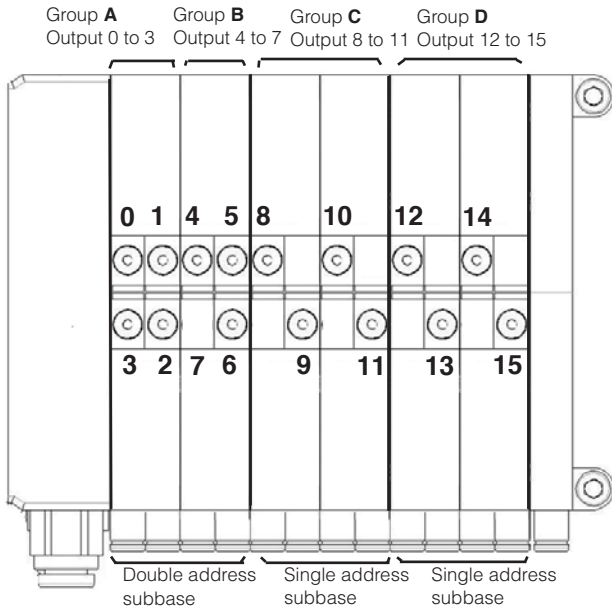 Group A
Output 0 to 3
Group B
Output 4 to 7
Group C
Output 8 to 11
Group D
Output 12 to 15
0 1 4 5 8 10 12 14
3 2 7 6 9 11 13 15
Double address
subbase
Single address
subbase
Single address
subbase